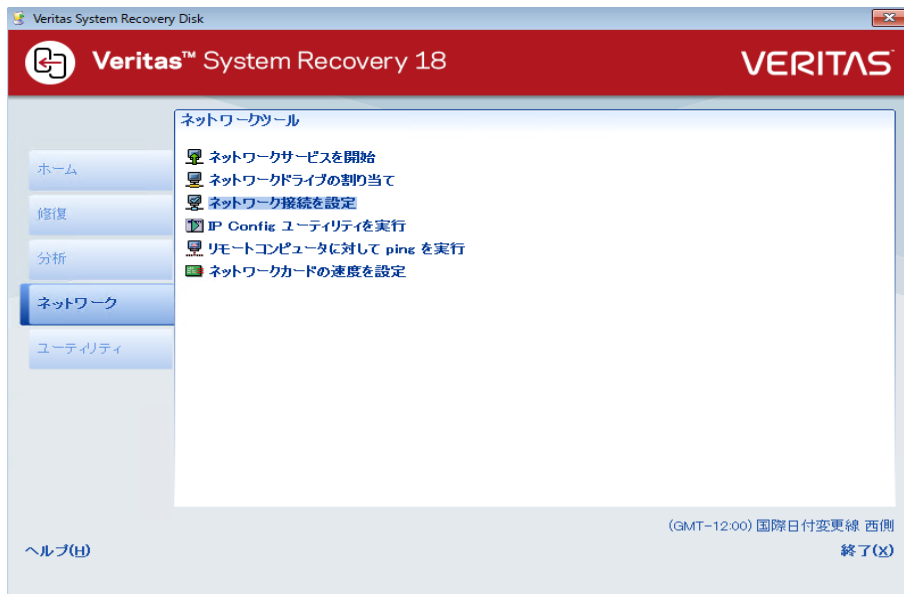 Veritas System Recovery Disk
Veritas™ System Recovery 18
VERITAS
ネットワークツール
ネットワークサービスを開始
ネットワークドライブの割り当て
ネットワーク接続を設定
IP Config ユーティリティを実行
リモートコンピュータに対して ping を実行
ネットワークカードの速度を設定
ホーム
修復
分析
ネットワーク
ユーティリティ
(GMT-12:00) 国際日付変更線 西側
ヘルプ(H)
終了(X)